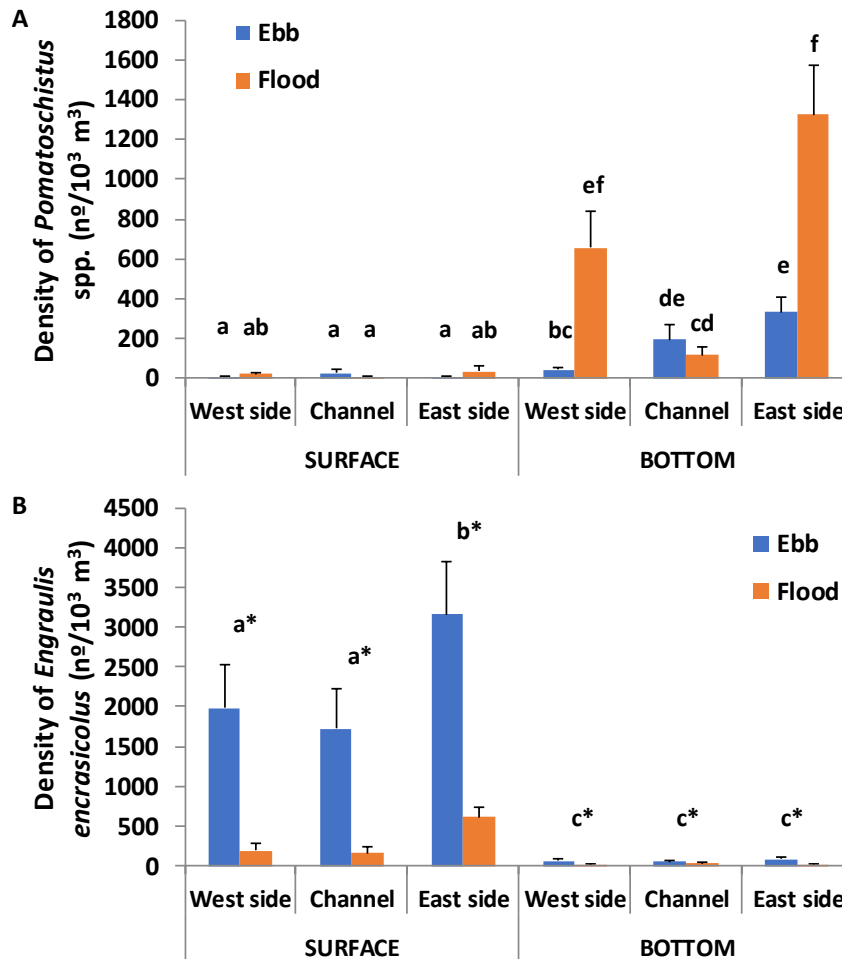 A
Density of Pomatoschistus
spp. (nº/10³ m³)
1800
1600
1400
1200
1000
800
600
400
200
0
Ebb
Flood
a ab a a a ab bc ef de cd e f
West side Channel East side West side Channel East side
SURFACE BOTTOM
B
Density of Engraulis
encrasicolus (nº/10³ m³)
4500
4000
3500
3000
2500
2000
1500
1000
500
0
Ebb
Flood
a* a* b* c* c* c*
West side Channel East side West side Channel East side
SURFACE BOTTOM